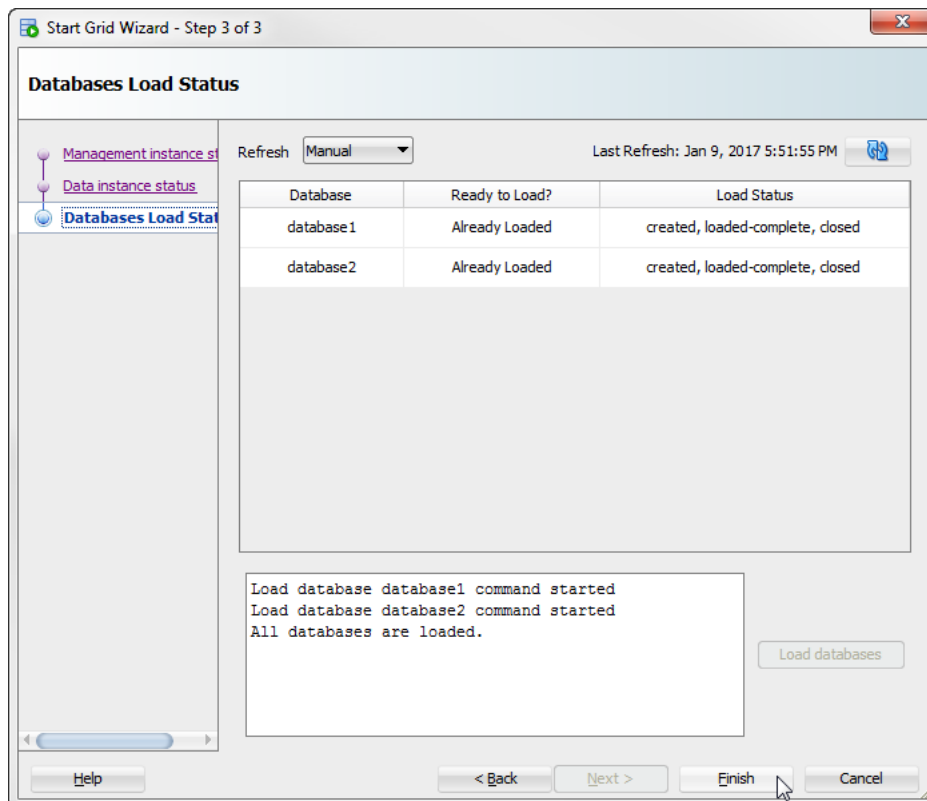 Start Grid Wizard - Step 3 of 3
Databases Load Status
Management instance st
Data instance status
Databases Load Stat
Refresh Manual Last Refresh: Jan 9, 2017 5:51:55 PM
Database Ready to Load? Load Status
database1 Already Loaded created, loaded-complete, closed
database2 Already Loaded created, loaded-complete, closed
Load database database1 command started
Load database database2 command started
All databases are loaded.
Load databases
Help < Back Next > Finish Cancel